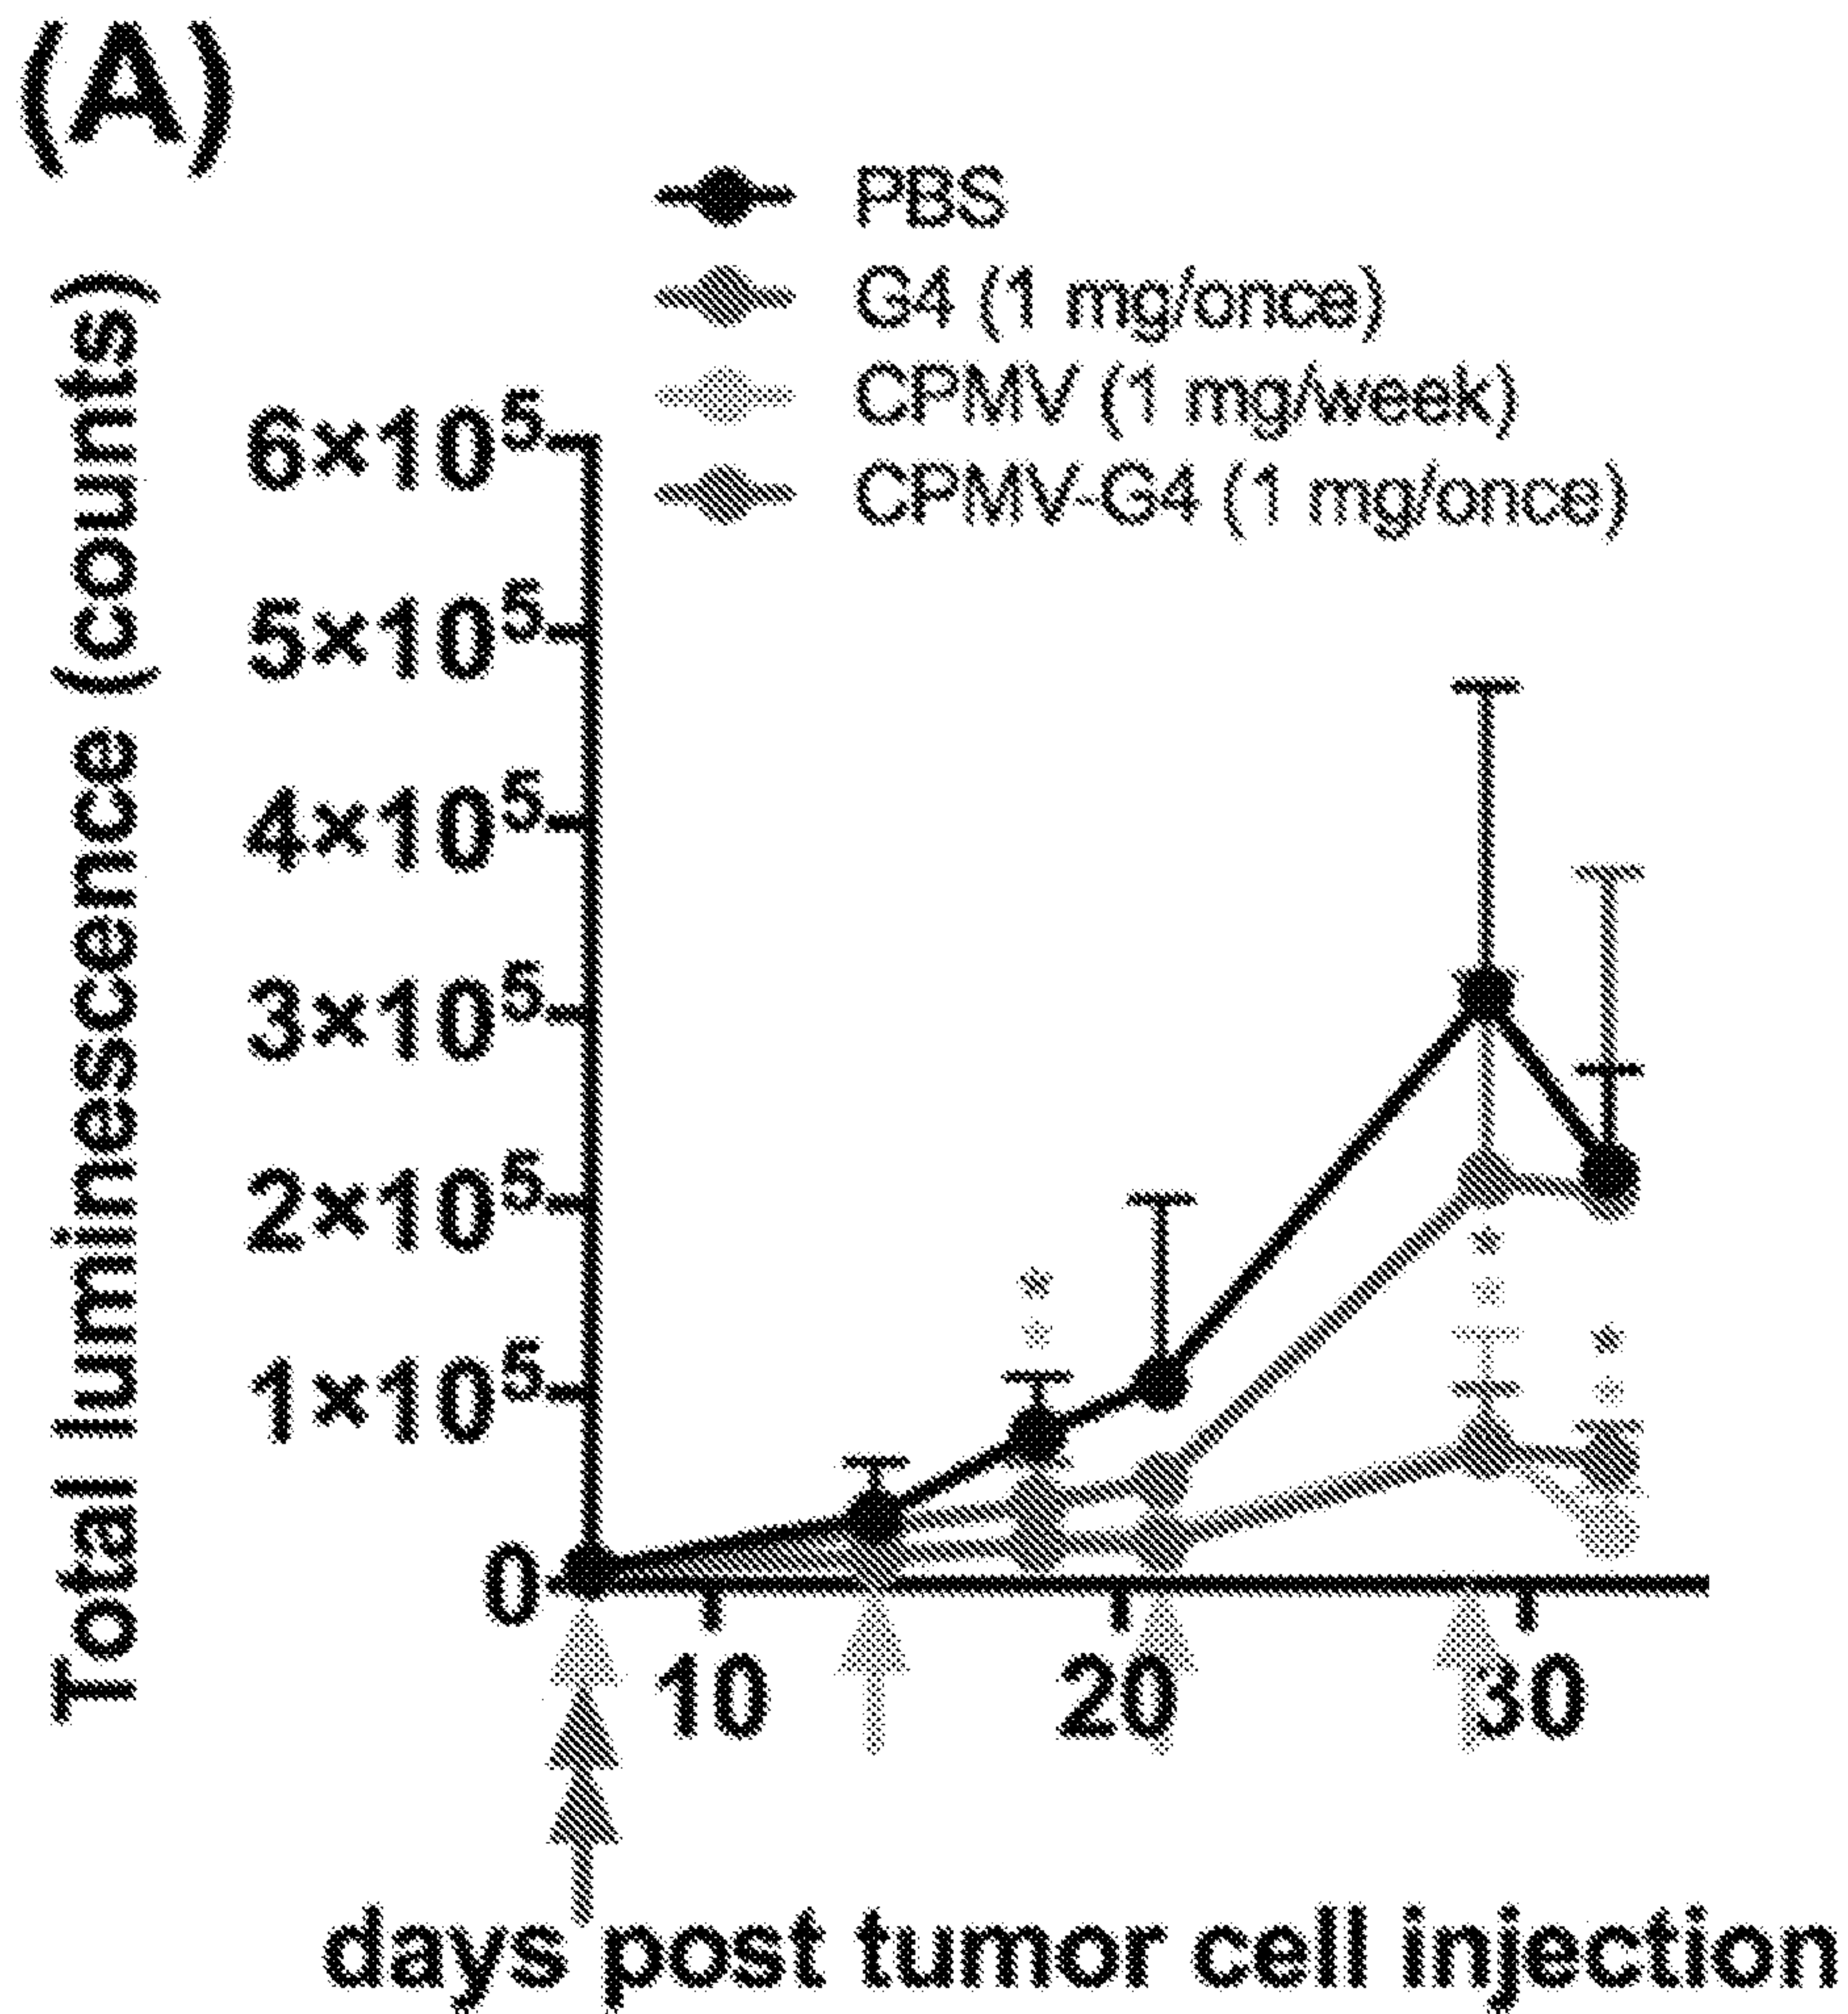 (A)
PBS
G4 (1 mg/once)
CPMV (1 mg/week)
CPMV-G4 (1 mg/once)
Total luminescence (counts)
6×10⁵
5×10⁵
4×10⁵
3×10⁵
2×10⁵
1×10⁵
0
10 20 30
days post tumor cell injection